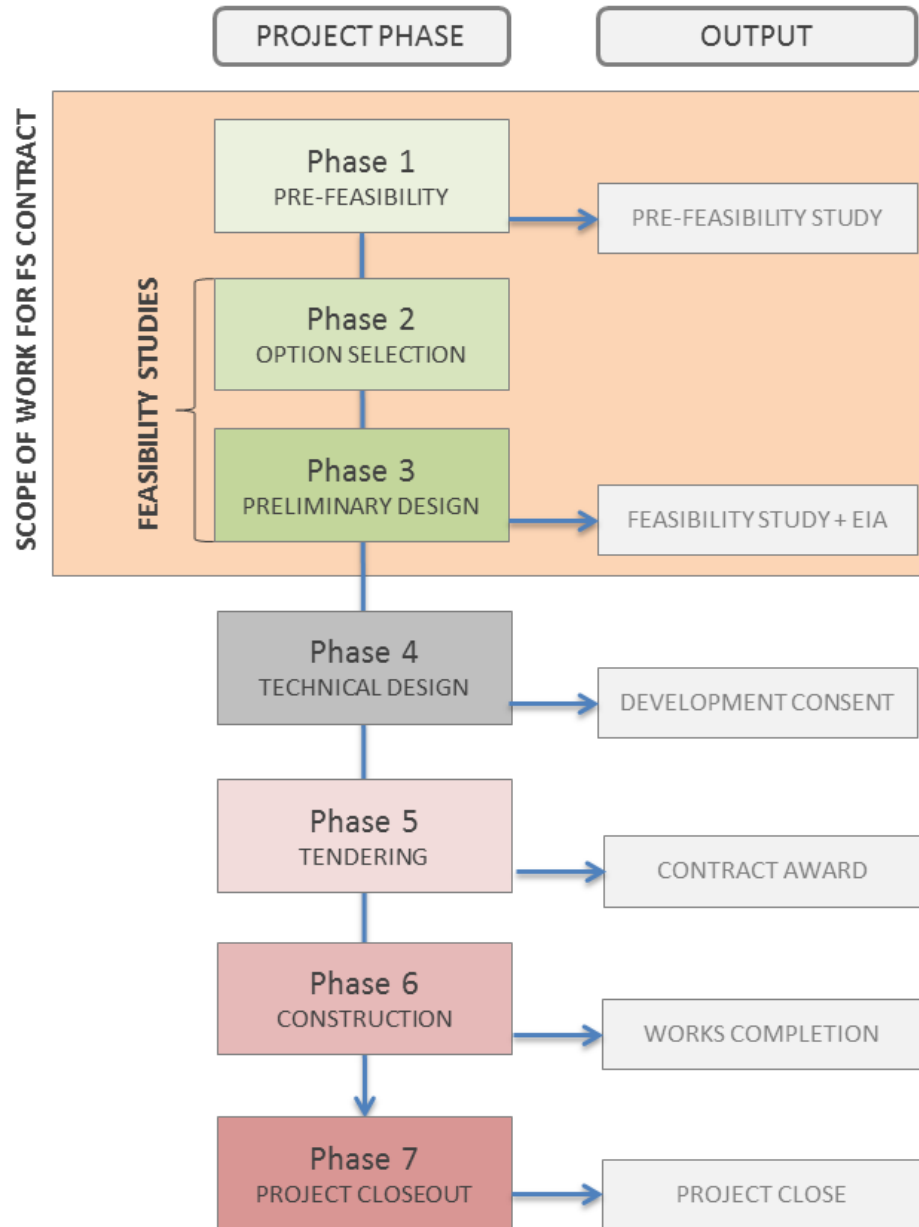 PROJECT PHASE
OUTPUT
SCOPE OF WORK FOR FS CONTRACT
FEASIBILITY STUDIES
Phase 1
PRE-FEASIBILITY
PRE-FEASIBILITY STUDY
Phase 2
OPTION SELECTION
Phase 3
PRELIMINARY DESIGN
FEASIBILITY STUDY + EIA
Phase 4
TECHNICAL DESIGN
DEVELOPMENT CONSENT
Phase 5
TENDERING
CONTRACT AWARD
Phase 6
CONSTRUCTION
WORKS COMPLETION
Phase 7
PROJECT CLOSEOUT
PROJECT CLOSE